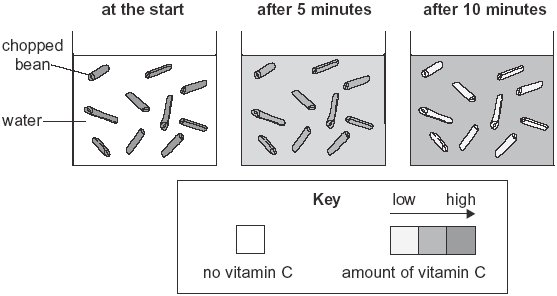 at the start
after 5 minutes
after 10 minutes
chopped
bean
water
Key
low
high
no vitamin C
amount of vitamin C